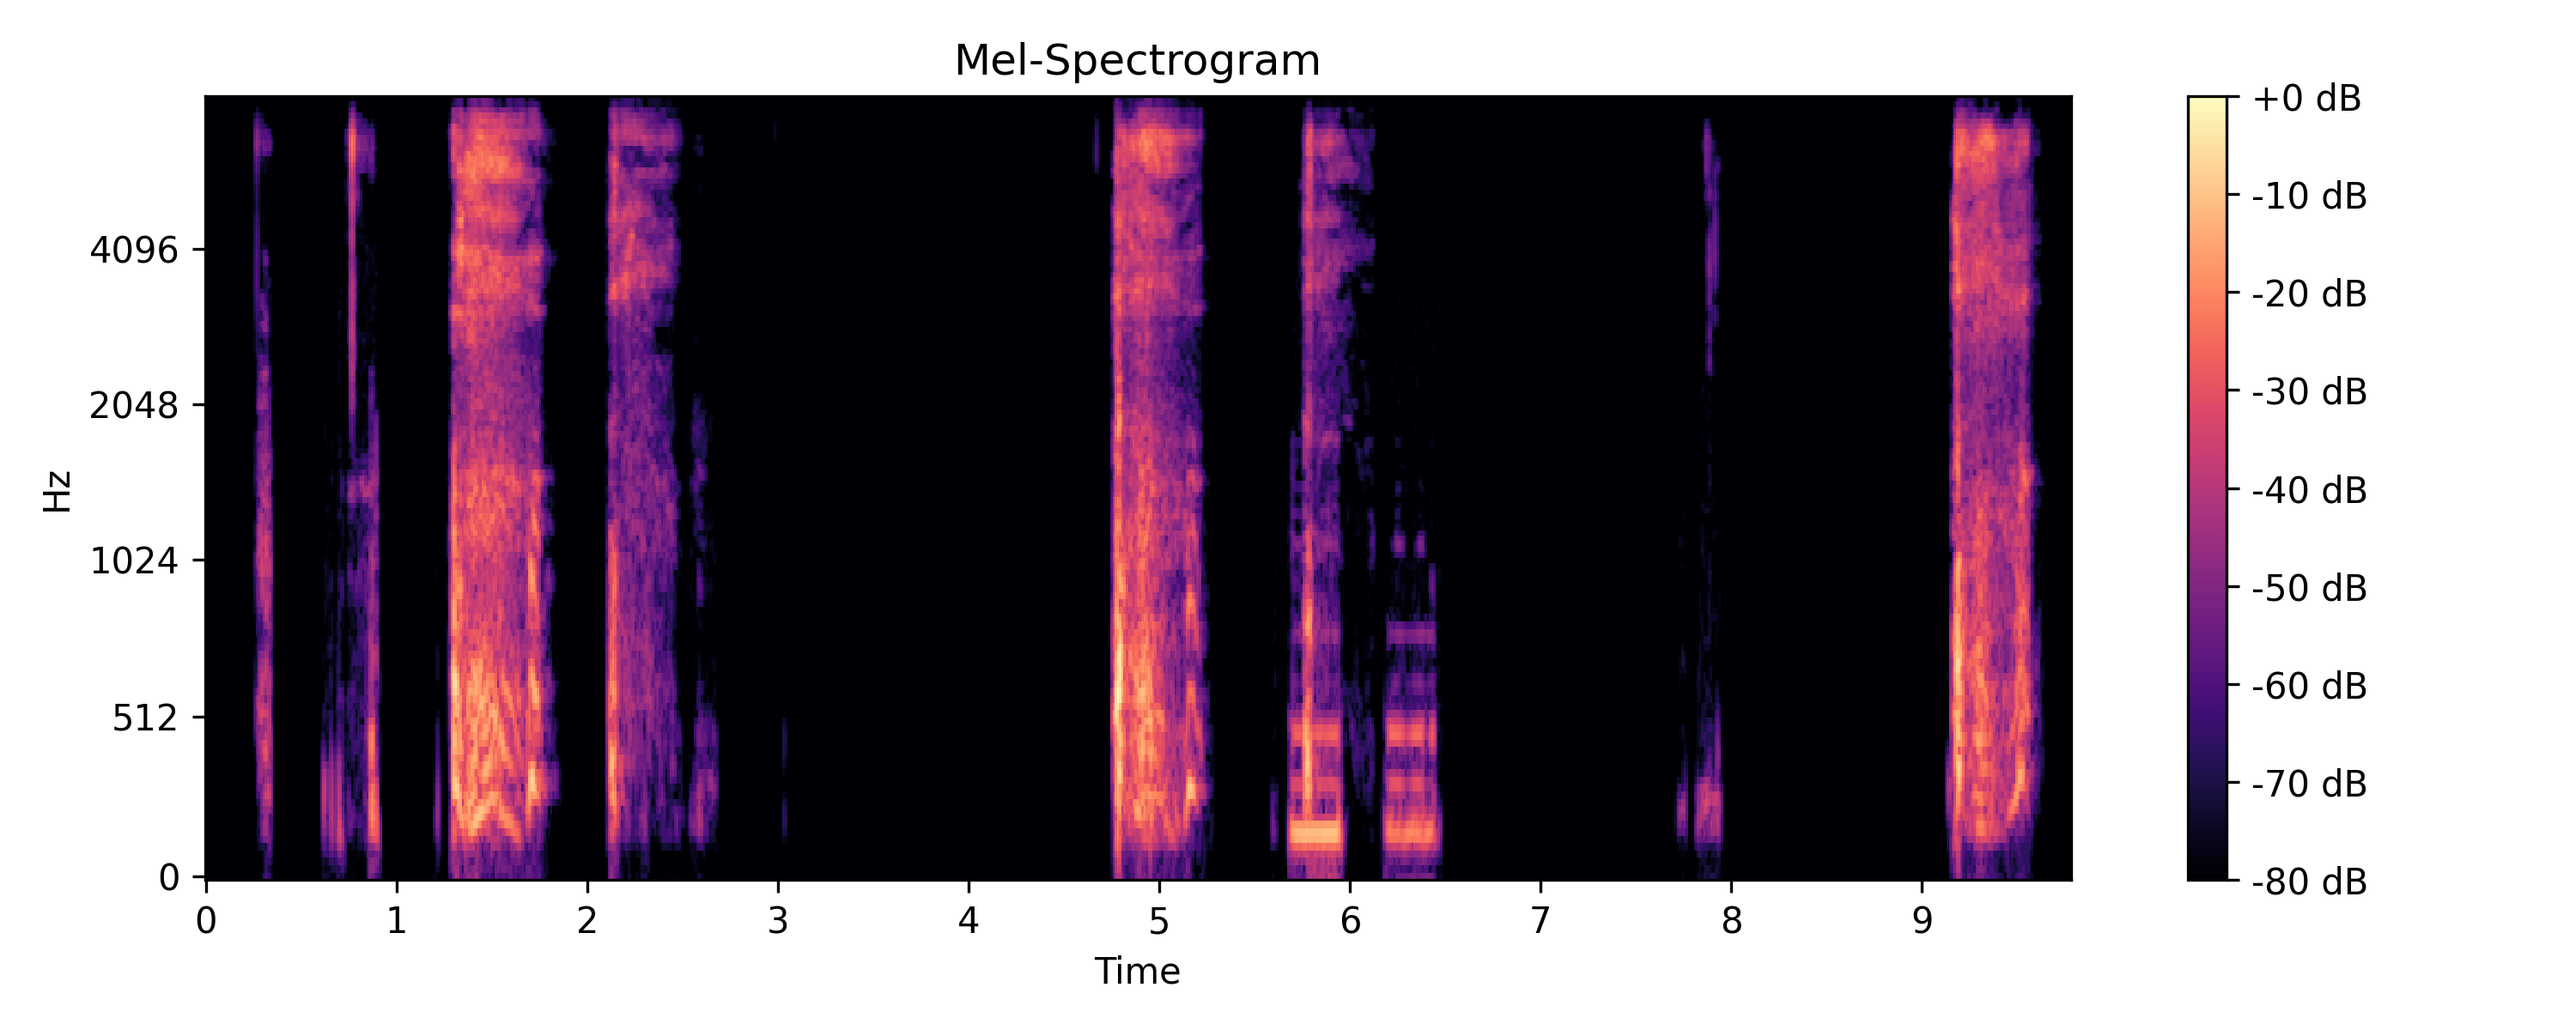 Mel-Spectrogram
+0 dB
-10 dB
-20 dB
-30 dB
-40 dB
-50 dB
-60 dB
-70 dB
-80 dB
Hz
4096
2048
1024
512
0
0 1 2 3 4 5 6 7 8 9
Time